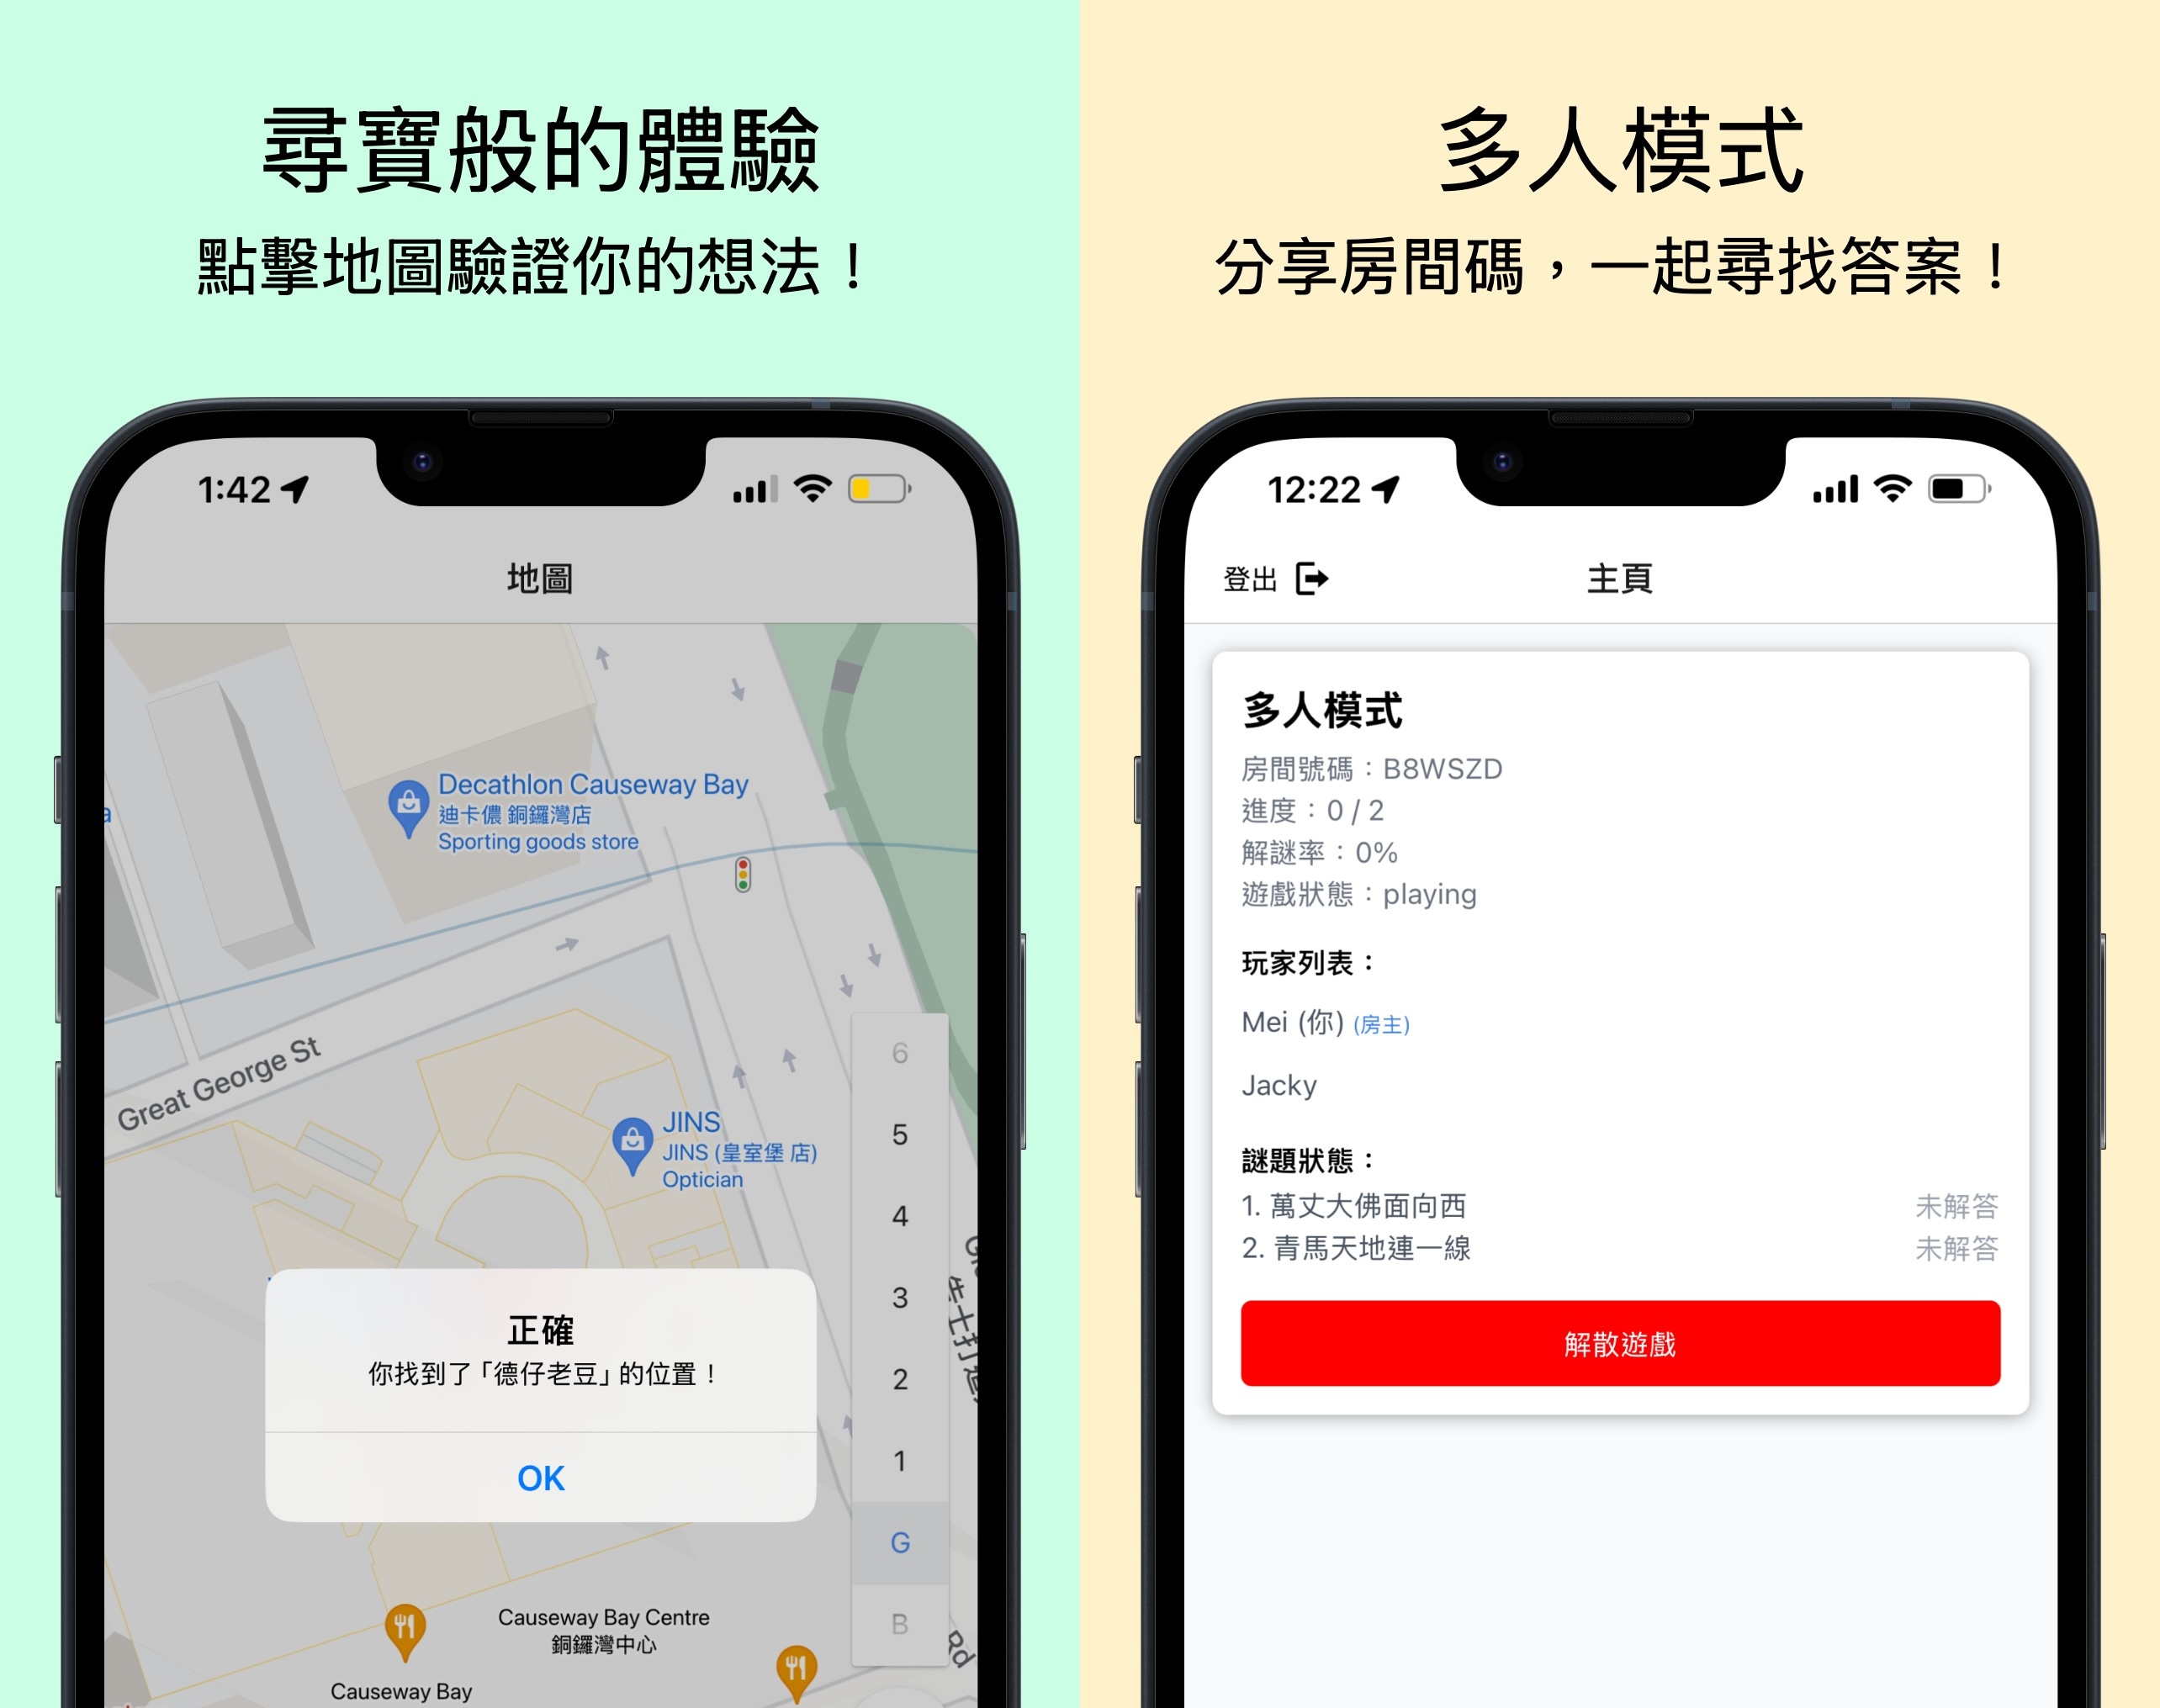 尋寶般的體驗
點擊地圖驗證你的想法！
1:42
地圖
Decathlon Causeway Bay
迪卡儂 銅鑼灣店
Sporting goods store
a
Great George St
JINS
JINS (皇室堡 店)
Optician
6
5
4
3
2
1
G
B
正確
你找到了「德仔老豆」的位置！
OK
Causeway Bay Centre
銅鑼灣中心
Causeway Bay
Rd
多人模式
分享房間碼，一起尋找答案！
12:22
登出
主頁
多人模式
房間號碼：B8WSZD
進度：0 / 2
解謎率：0%
遊戲狀態：playing
玩家列表：
Mei (你) (房主)
Jacky
謎題狀態：
1. 萬丈大佛面向西 未解答
2. 青馬天地連一線 未解答
解散遊戲